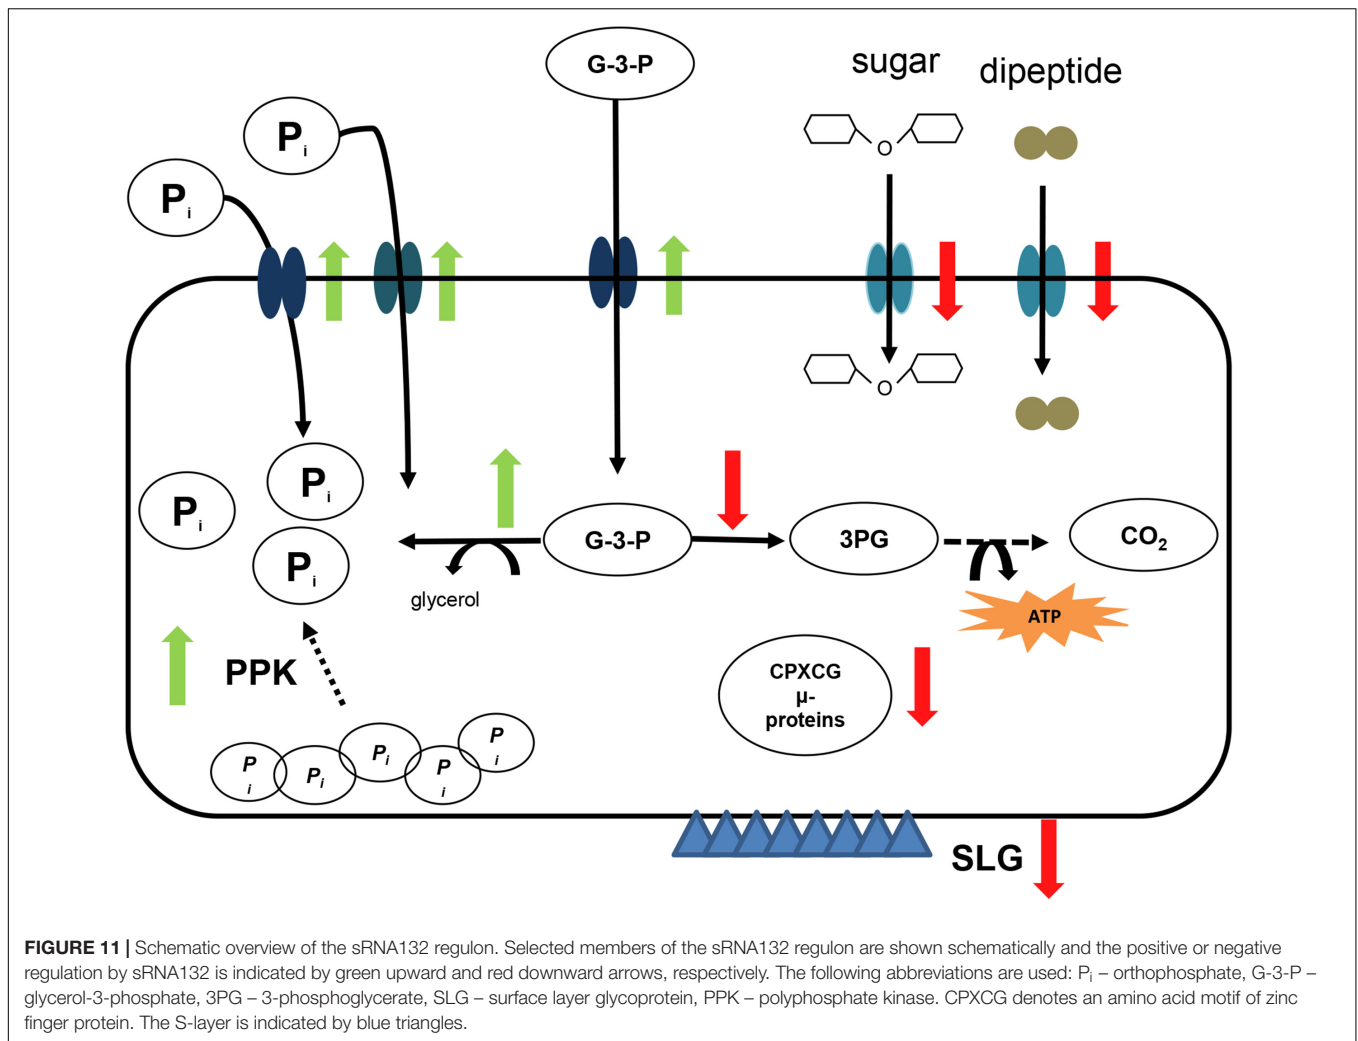 G-3-P
sugar
dipeptide
Pi
Pi
O
O
Pi
Pi
Pi
G-3-P
3PG
CO2
glycerol
ATP
PPK
CPXCG
μ-
proteins
P
i
Pi
Pi
P
i
P
i
SLG
FIGURE 11 | Schematic overview of the sRNA132 regulon. Selected members of the sRNA132 regulon are shown schematically and the positive or negative
regulation by sRNA132 is indicated by green upward and red downward arrows, respectively. The following abbreviations are used: Pi – orthophosphate, G-3-P –
glycerol-3-phosphate, 3PG – 3-phosphoglycerate, SLG – surface layer glycoprotein, PPK – polyphosphate kinase. CPXCG denotes an amino acid motif of zinc
finger protein. The S-layer is indicated by blue triangles.